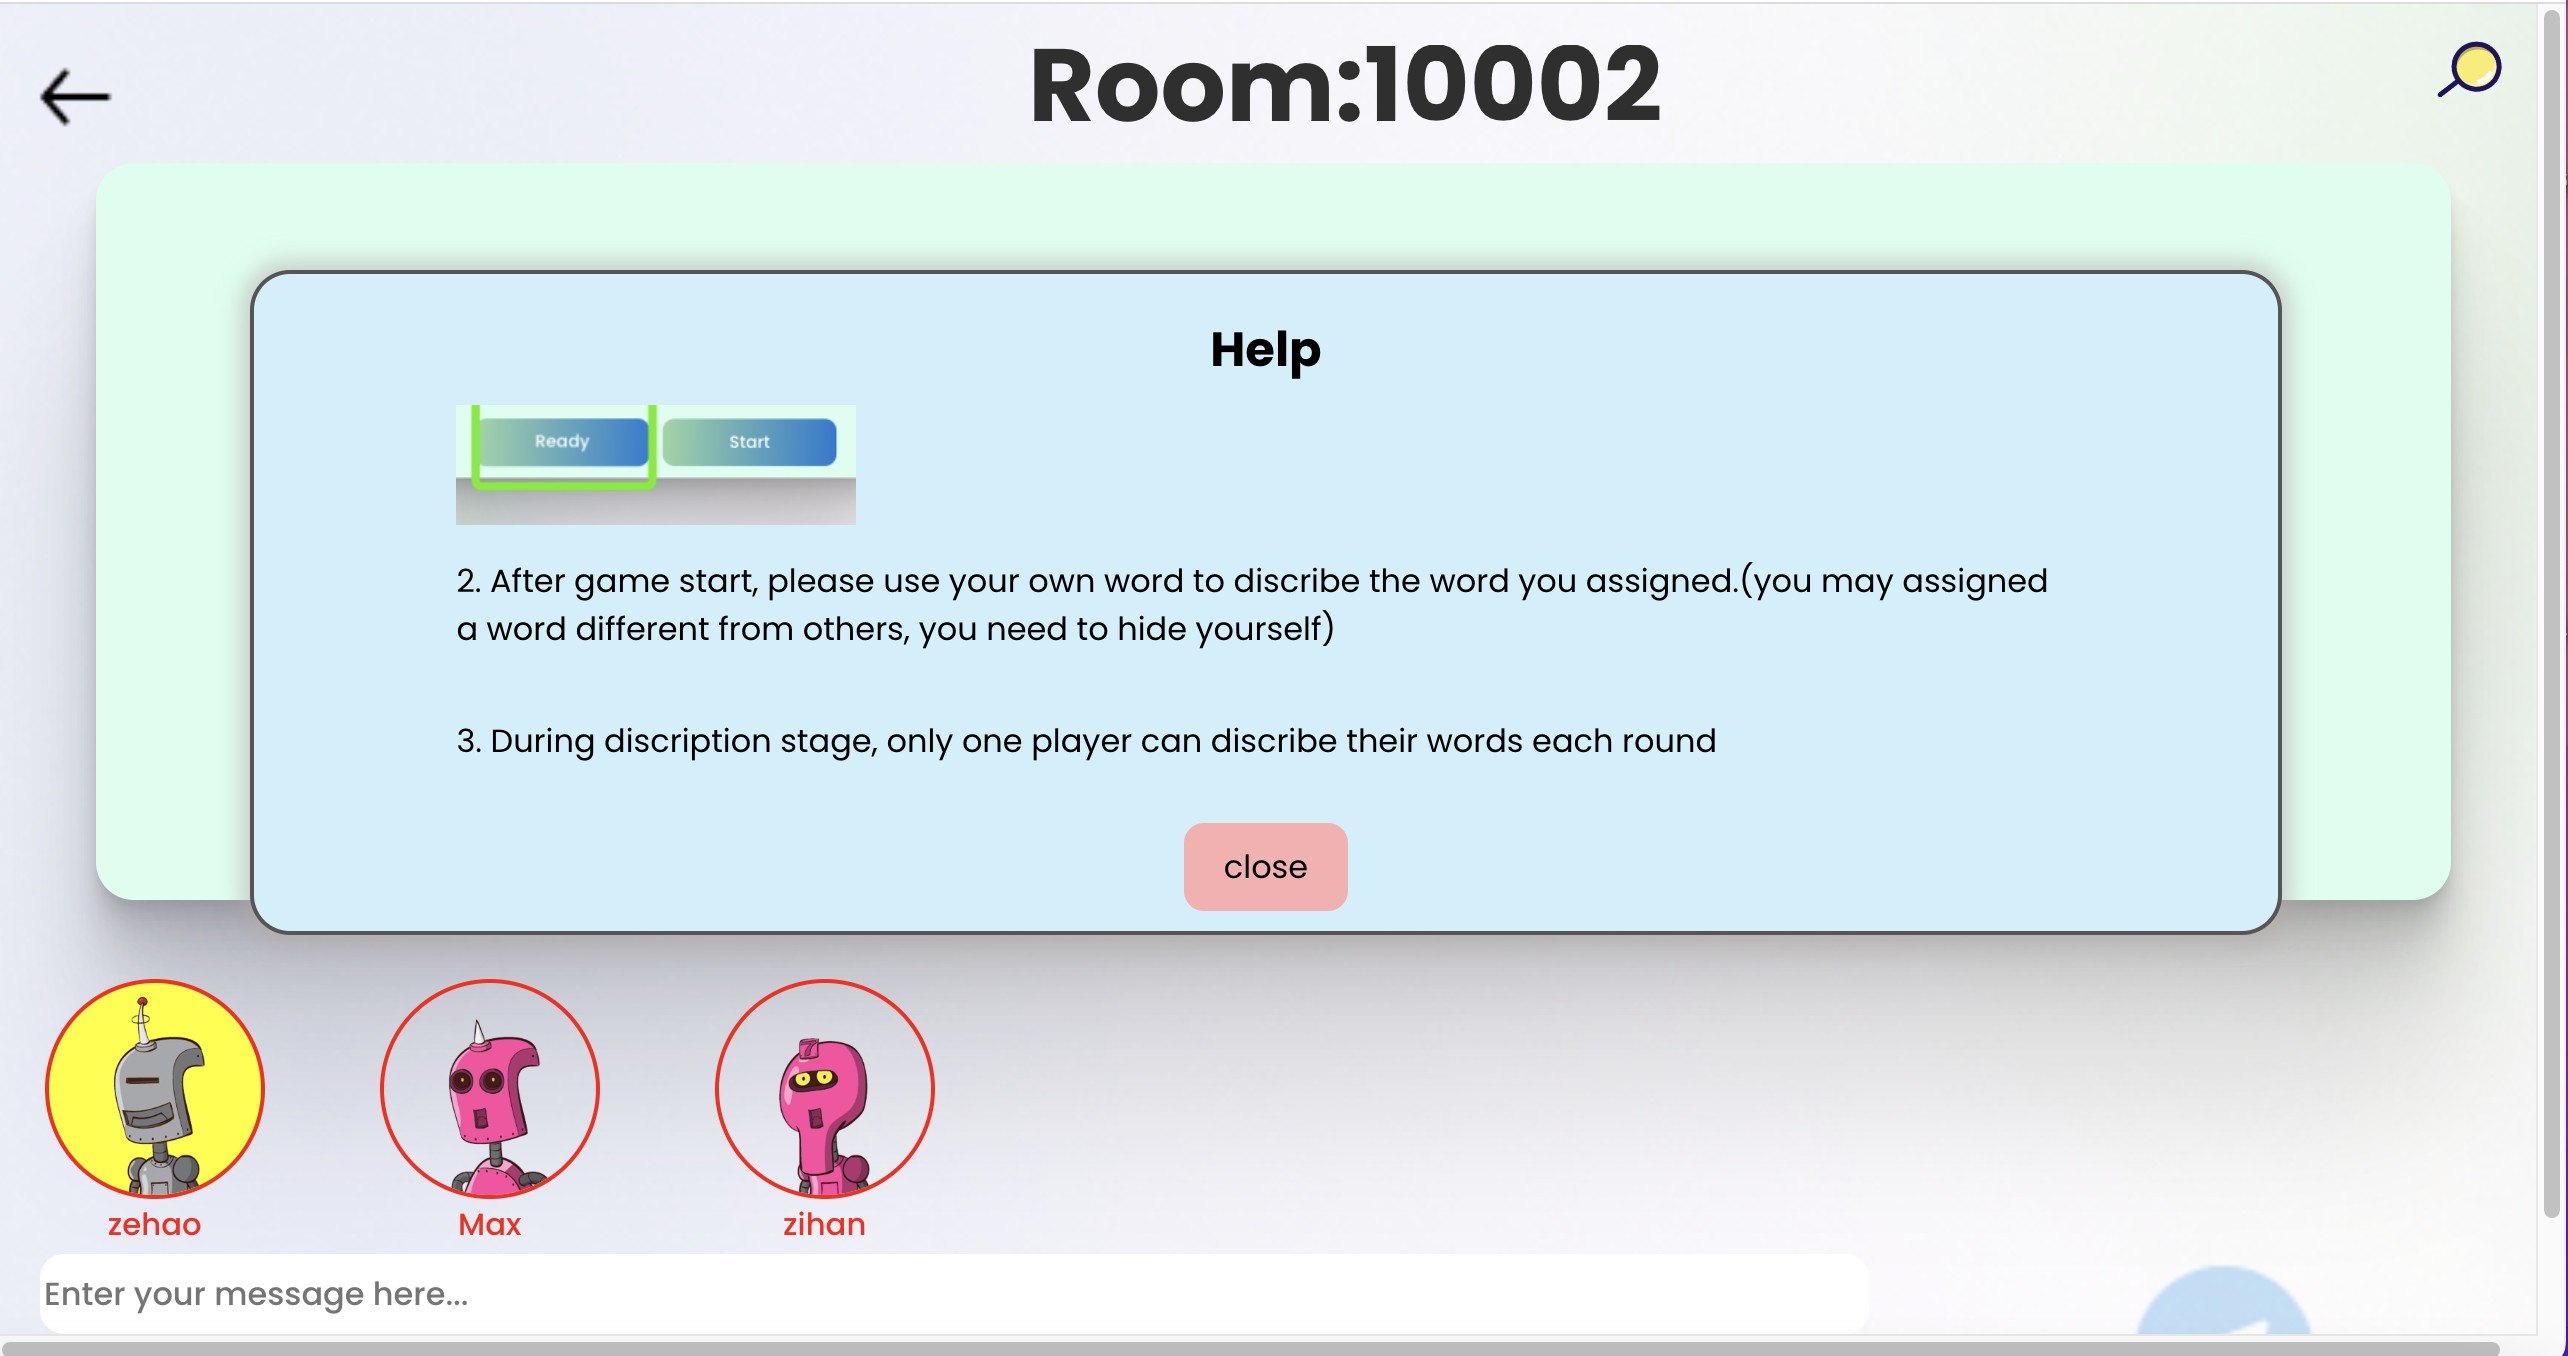 Room:10002
Help
Ready
Start
2. After game start, please use your own word to discribe the word you assigned.(you may assigned
a word different from others, you need to hide yourself)
3. During discription stage, only one player can discribe their words each round
close
7
zehao
Max
zihan
Enter your message here...